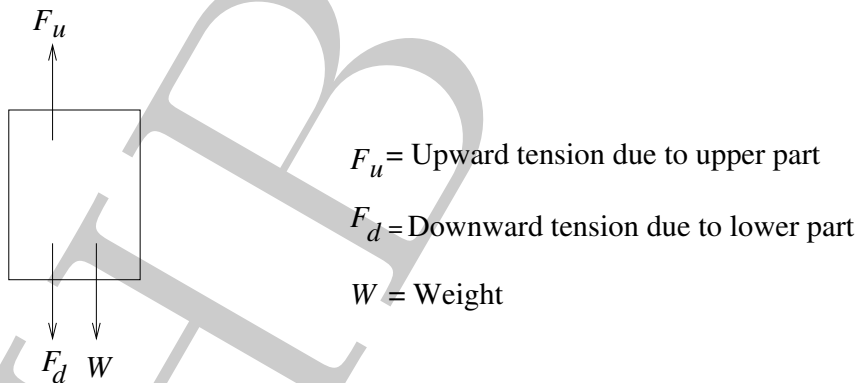 F_u
F_u = Upward tension due to upper part
F_d = Downward tension due to lower part
W = Weight
F_d W